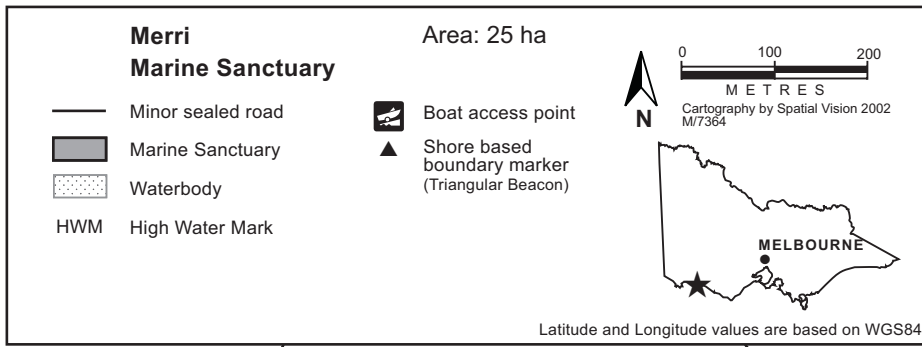 Merri
Marine Sanctuary
Area: 25 ha
Minor sealed road
Marine Sanctuary
Waterbody
HWM High Water Mark
Boat access point
Shore based
boundary marker
(Triangular Beacon)
N
0 100 200
METRES
Cartography by Spatial Vision 2002
M/7364
MELBOURNE
Latitude and Longitude values are based on WGS84